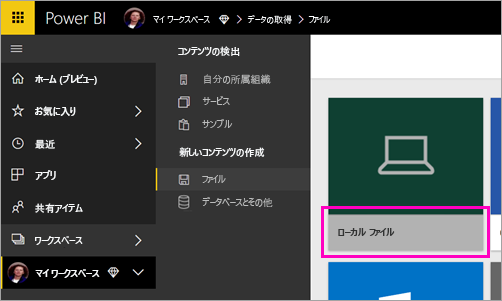 Power BI マイ ワークスペース > データの取得 > ファイル
ホーム (プレビュー)
お気に入り
最近
アプリ
共有アイテム
ワークスペース
マイ ワークスペース
コンテンツの検出
自分の所属組織
サービス
サンプル
新しいコンテンツの作成
ファイル
データベースとその他
ローカル ファイル